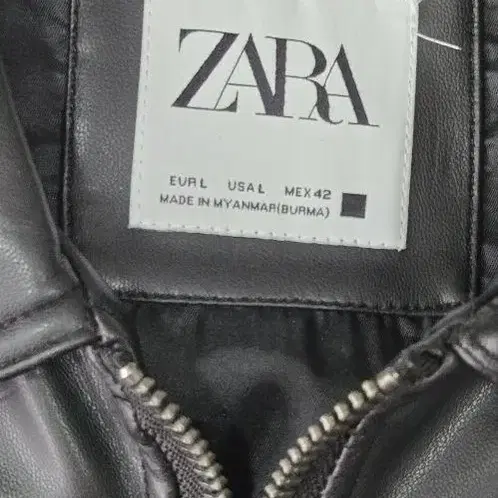 ZARA
EUR L USA L MEX 42
MADE IN MYANMAR(BURMA)